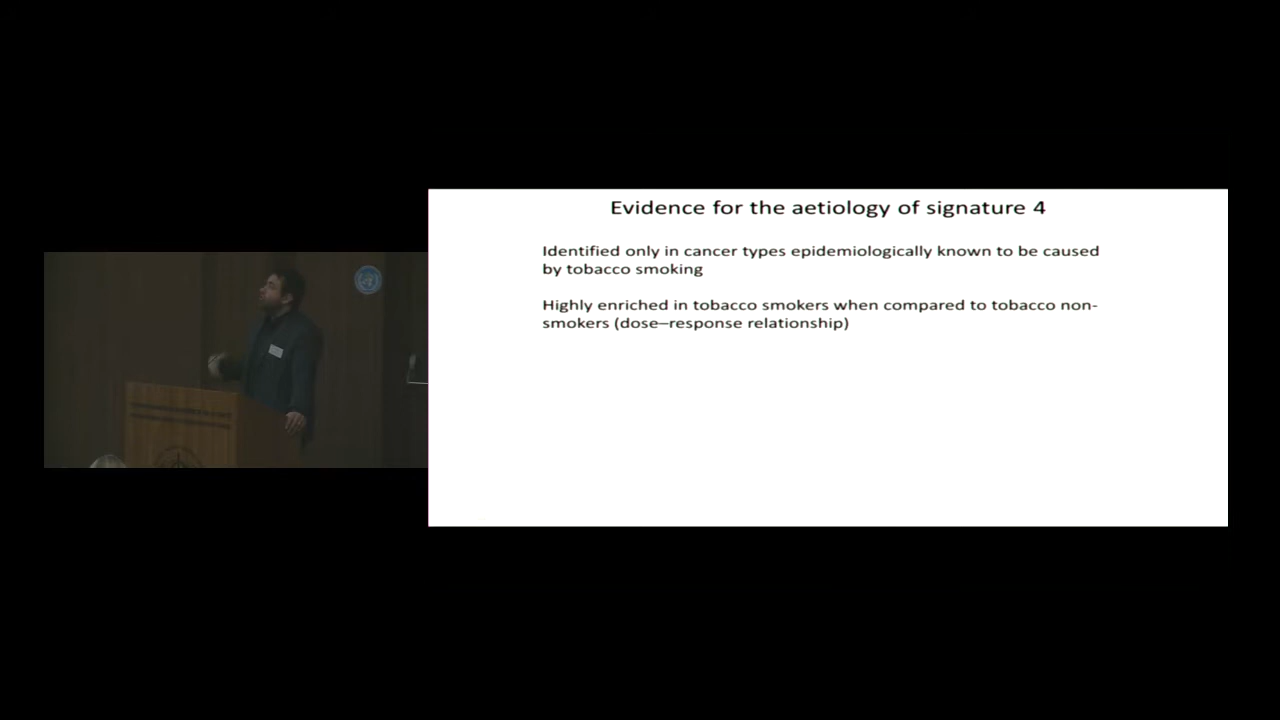 Evidence for the aetiology of signature 4
Identified only in cancer types epidemiologically known to be caused
by tobacco smoking
Highly enriched in tobacco smokers when compared to tobacco non-
smokers (dose–response relationship)